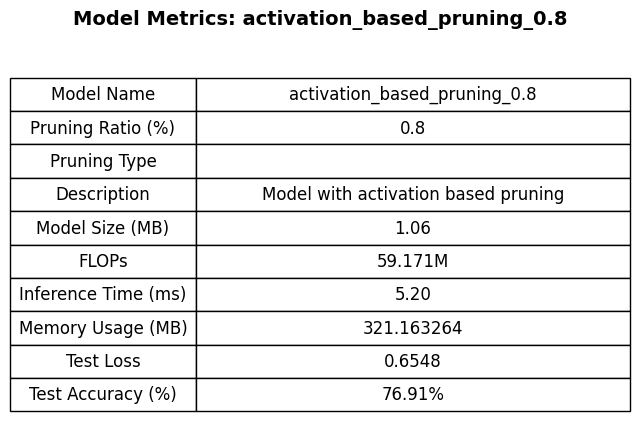 Model Metrics: activation_based_pruning_0.8
Model Name activation_based_pruning_0.8
Pruning Ratio (%) 0.8
Pruning Type
Description Model with activation based pruning
Model Size (MB) 1.06
FLOPs 59.171M
Inference Time (ms) 5.20
Memory Usage (MB) 321.163264
Test Loss 0.6548
Test Accuracy (%) 76.91%